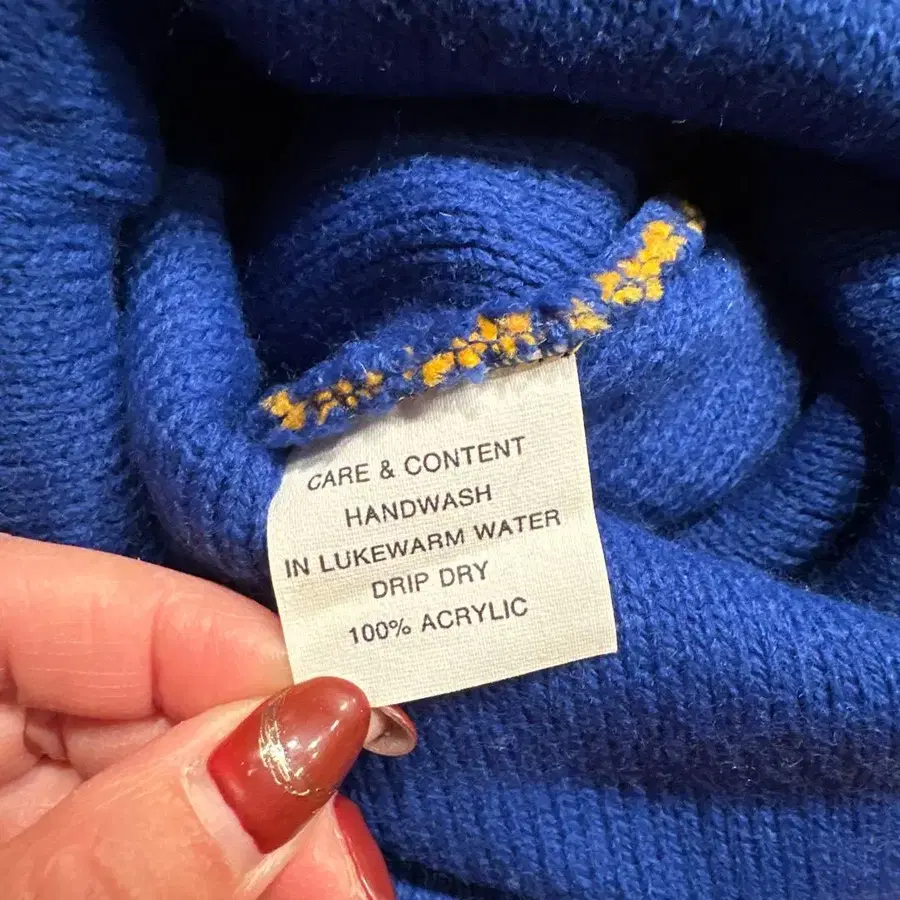 CARE & CONTENT
HANDWASH
IN LUKEWARM WATER
DRIP DRY
100% ACRYLIC